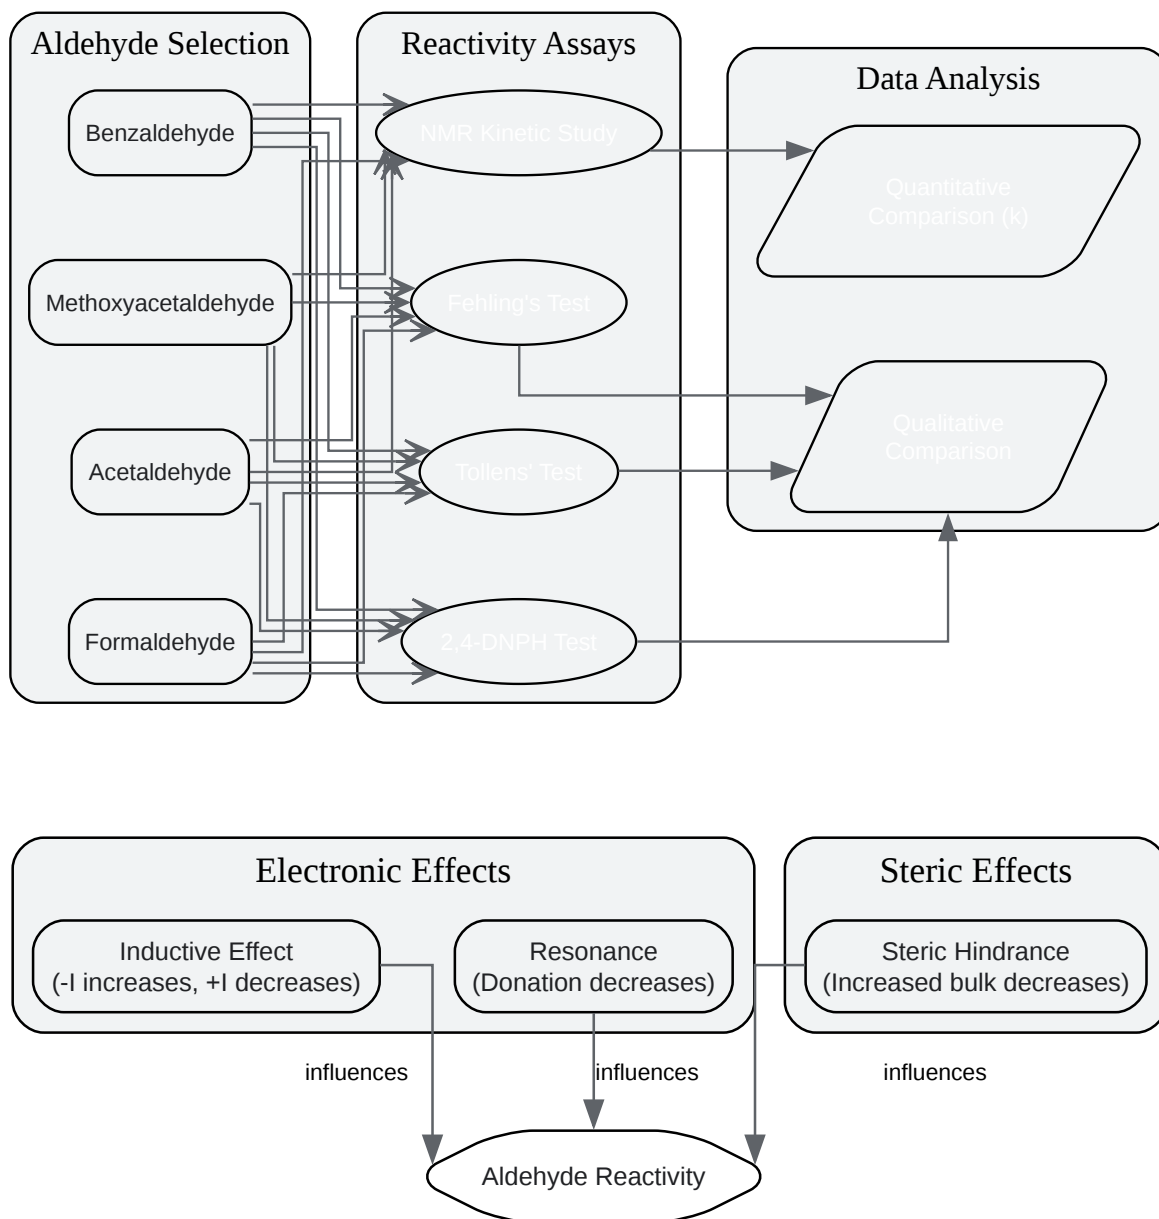 Aldehyde Selection
Benzaldehyde
Methoxyacetaldehyde
Acetaldehyde
Formaldehyde
Reactivity Assays
NMR Kinetic Study
Fehling's Test
Tollens' Test
2,4-DNPH Test
Data Analysis
Quantitative
Comparison (k)
Qualitative
Comparison
Electronic Effects
Inductive Effect
(-I increases, +I decreases)
Resonance
(Donation decreases)
Steric Effects
Steric Hindrance
(Increased bulk decreases)
influences
influences
influences
Aldehyde Reactivity